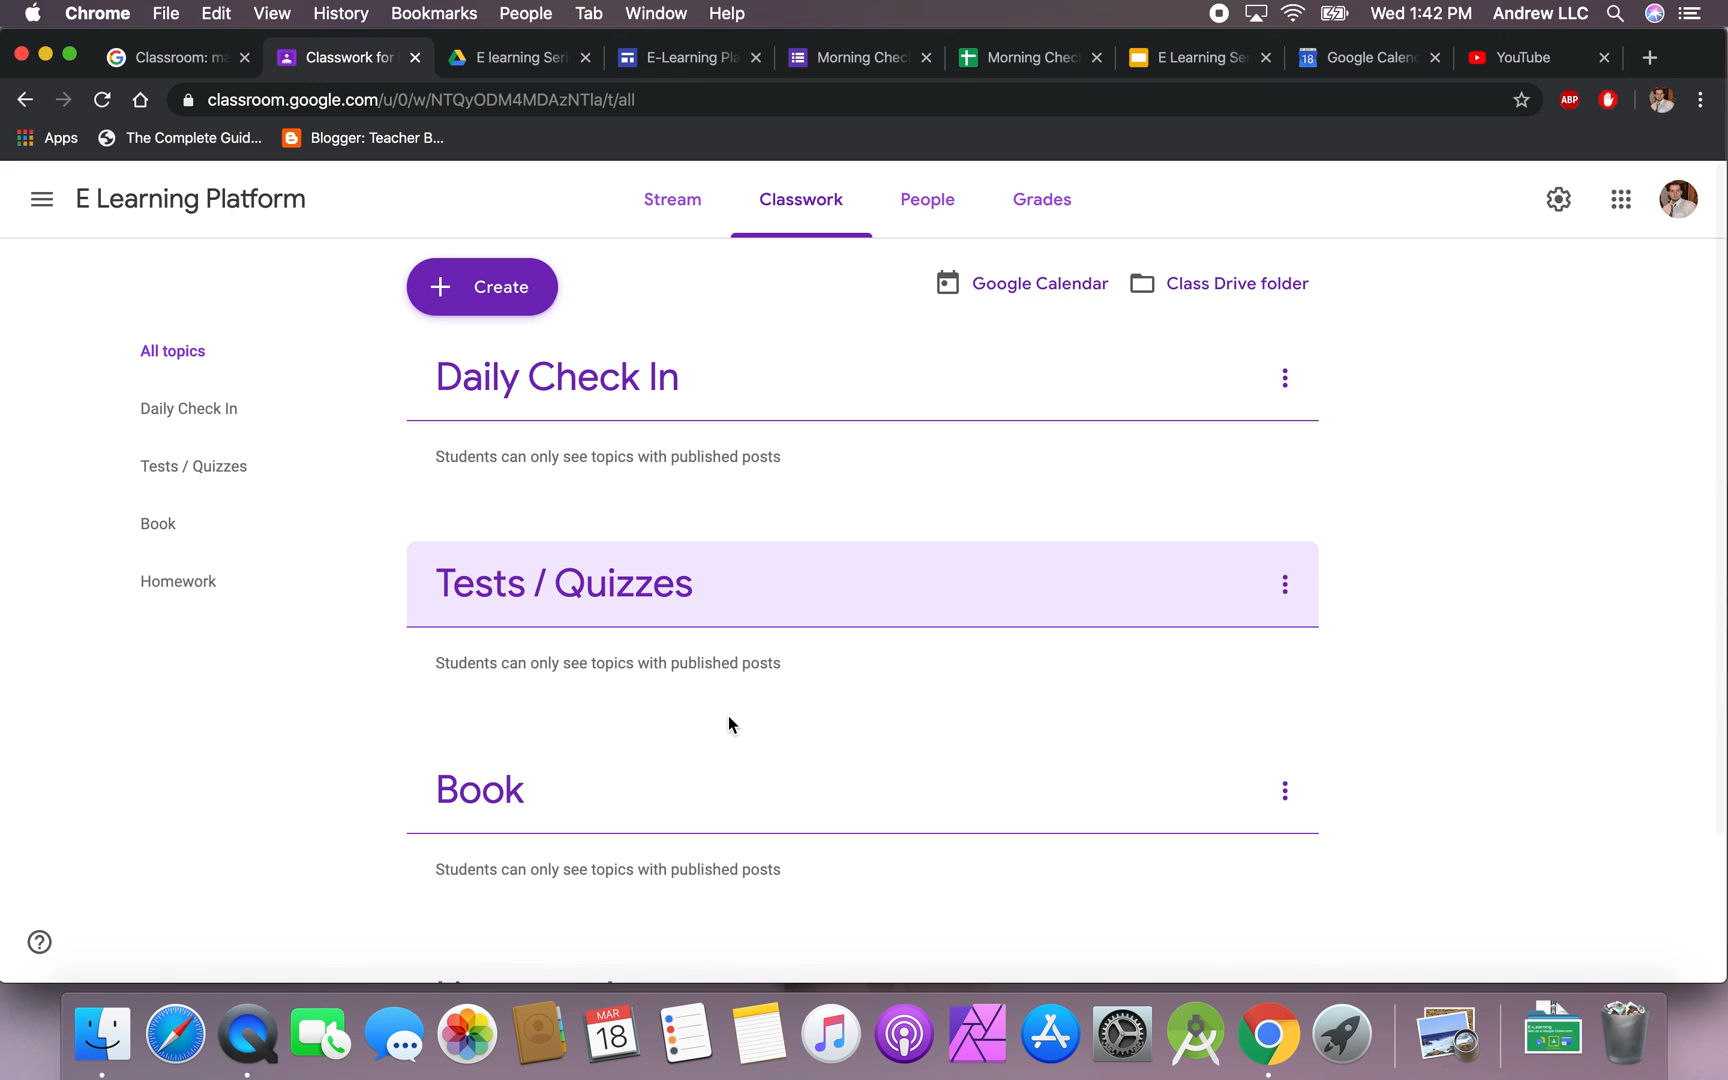 Chrome File Edit View History Bookmarks People Tab Window Help Wed 1:42 PM Andrew LLC
Classroom: ma Classwork for E learning Seri E-Learning Pla Morning Chec Morning Chec E Learning Ser 18 Google Calend YouTube
classroom.google.com/u/0/w/NTQyODM4MDAzNTla/t/all ABP
Apps The Complete Guid... Blogger: Teacher B...
E Learning Platform Stream Classwork People Grades
+ Create Google Calendar Class Drive folder
All topics
Daily Check In
Daily Check In
Students can only see topics with published posts
Tests / Quizzes
Book
Homework
Tests / Quizzes
Students can only see topics with published posts
Book
Students can only see topics with published posts
MAR
18
E-Learning